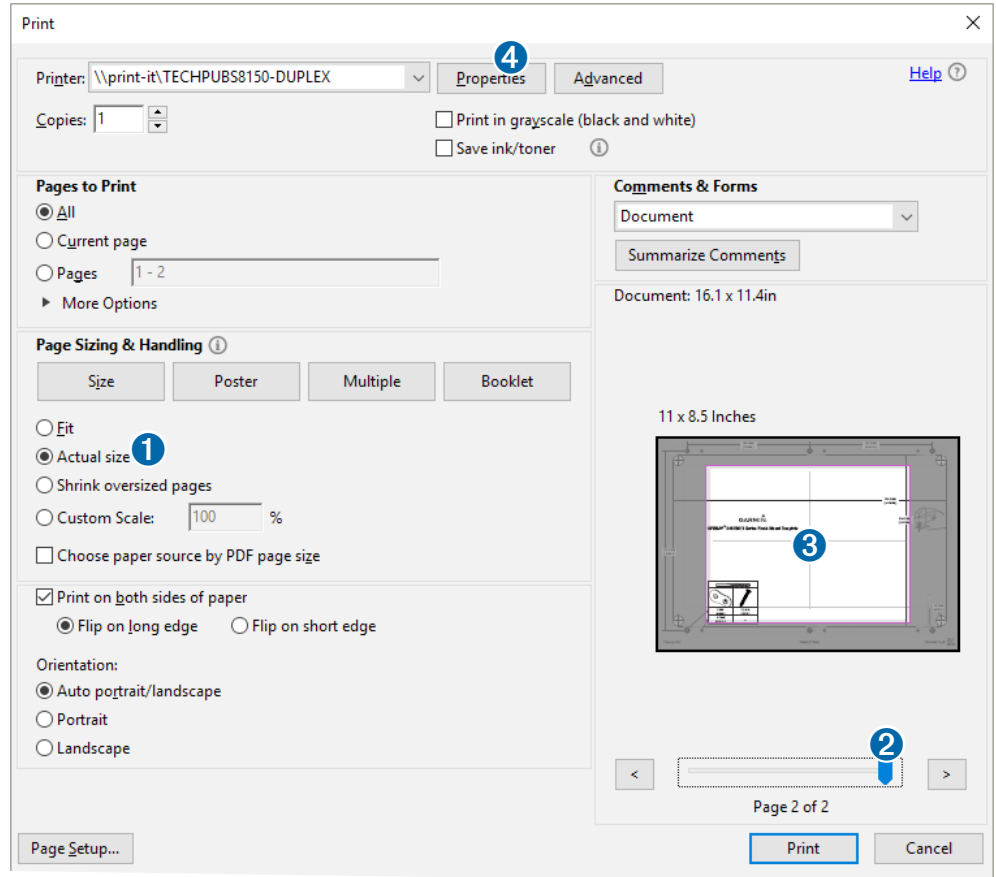 Print
4
Printer: \\print-it\TECHPUBS8150-DUPLEX Properties Advanced Help ?
Copies: 1 Print in grayscale (black and white)
Save ink/toner i
Pages to Print
All
Current page
Pages 1 - 2
More Options
Comments & Forms
Document
Summarize Comments
Page Sizing & Handling i
Size Poster Multiple Booklet
Fit
Actual size 1
Shrink oversized pages
Custom Scale: 100 %
Choose paper source by PDF page size
Print on both sides of paper
Flip on long edge Flip on short edge
Orientation:
Auto portrait/landscape
Portrait
Landscape
Document: 16.1 x 11.4in
11 x 8.5 Inches
GARMIN
3
2
< >
Page 2 of 2
Page Setup... Print Cancel